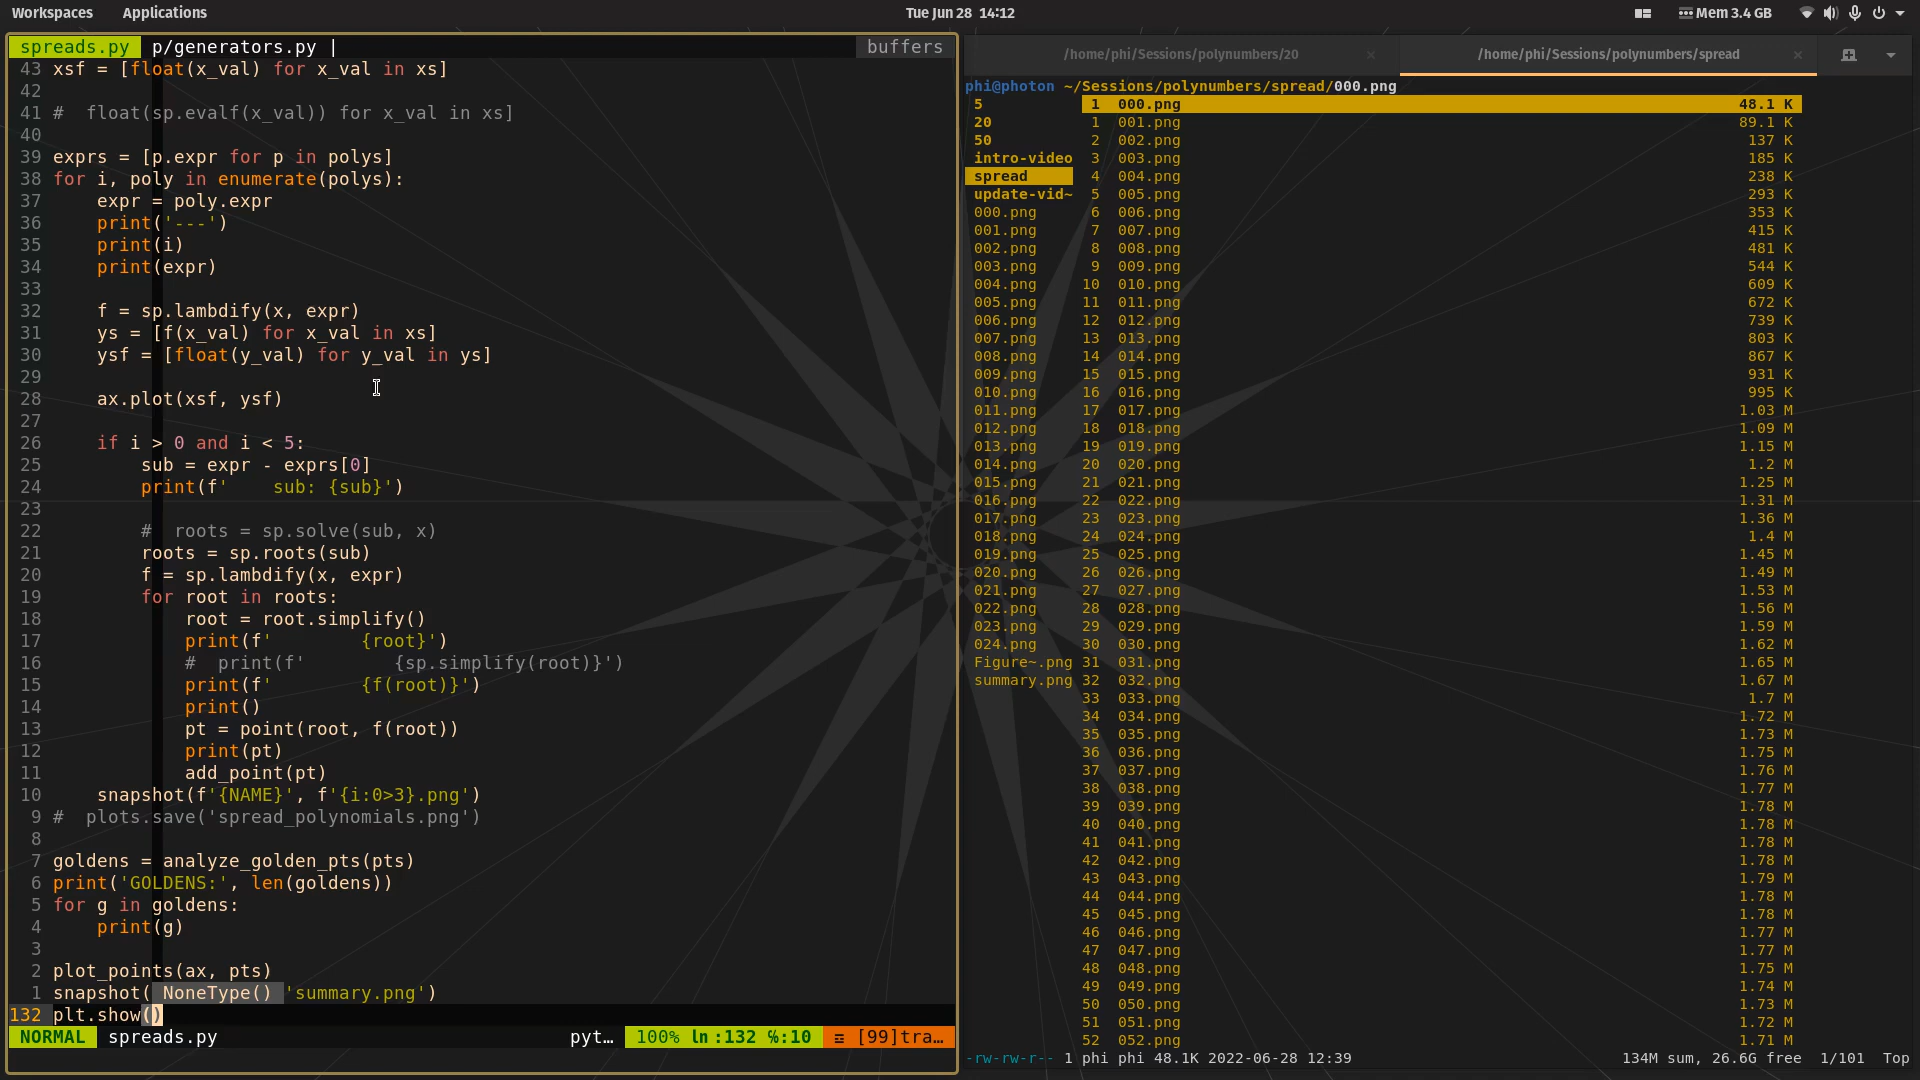 Workspaces Applications Tue Jun 28 14:12 Mem 3.4 GB
spreads.py p/generators.py | buffers
43 xsf = [float(x_val) for x_val in xs]
42
41 #  float(sp.evalf(x_val)) for x_val in xs]
40
39 exprs = [p.expr for p in polys]
38 for i, poly in enumerate(polys):
37     expr = poly.expr
36     print('---')
35     print(i)
34     print(expr)
33
32     f = sp.lambdify(x, expr)
31     ys = [f(x_val) for x_val in xs]
30     ysf = [float(y_val) for y_val in ys]
29
28     ax.plot(xsf, ysf)
27
26     if i > 0 and i < 5:
25         sub = expr - exprs[0]
24         print(f'    sub: {sub}')
23
22         #  roots = sp.solve(sub, x)
21         roots = sp.roots(sub)
20         f = sp.lambdify(x, expr)
19         for root in roots:
18             root = root.simplify()
17             print(f'        {root}')
16             #  print(f'        {sp.simplify(root)}')
15             print(f'        {f(root)}')
14             print()
13             pt = point(root, f(root))
12             print(pt)
11             add_point(pt)
10     snapshot(f'{NAME}', f'{i:0>3}.png')
9 #  plots.save('spread_polynomials.png')
8
7 goldens = analyze_golden_pts(pts)
6 print('GOLDENS:', len(goldens))
5 for g in goldens:
4     print(g)
3
2 plot_points(ax, pts)
1 snapshot( NoneType() 'summary.png')
132 plt.show()
NORMAL spreads.py pyt… 100% ln:132 ℅:10 ☲ [99]tra…
/home/phi/Sessions/polynumbers/20 × /home/phi/Sessions/polynumbers/spread ×
phi@photon ~/Sessions/polynumbers/spread/000.png
5 1 000.png 48.1 K
20 1 001.png 89.1 K
50 2 002.png 137 K
intro-video 3 003.png 185 K
spread 4 004.png 238 K
update-vid~ 5 005.png 293 K
000.png 6 006.png 353 K
001.png 7 007.png 415 K
002.png 8 008.png 481 K
003.png 9 009.png 544 K
004.png 10 010.png 609 K
005.png 11 011.png 672 K
006.png 12 012.png 739 K
007.png 13 013.png 803 K
008.png 14 014.png 867 K
009.png 15 015.png 931 K
010.png 16 016.png 995 K
011.png 17 017.png 1.03 M
012.png 18 018.png 1.09 M
013.png 19 019.png 1.15 M
014.png 20 020.png 1.2 M
015.png 21 021.png 1.25 M
016.png 22 022.png 1.31 M
017.png 23 023.png 1.36 M
018.png 24 024.png 1.4 M
019.png 25 025.png 1.45 M
020.png 26 026.png 1.49 M
021.png 27 027.png 1.53 M
022.png 28 028.png 1.56 M
023.png 29 029.png 1.59 M
024.png 30 030.png 1.62 M
Figure~.png 31 031.png 1.65 M
summary.png 32 032.png 1.67 M
33 033.png 1.7 M
34 034.png 1.72 M
35 035.png 1.73 M
36 036.png 1.75 M
37 037.png 1.76 M
38 038.png 1.77 M
39 039.png 1.78 M
40 040.png 1.78 M
41 041.png 1.78 M
42 042.png 1.78 M
43 043.png 1.79 M
44 044.png 1.78 M
45 045.png 1.78 M
46 046.png 1.77 M
47 047.png 1.77 M
48 048.png 1.75 M
49 049.png 1.74 M
50 050.png 1.73 M
51 051.png 1.72 M
52 052.png 1.71 M
-rw-rw-r-- 1 phi phi 48.1K 2022-06-28 12:39 134M sum, 26.6G free 1/101 Top